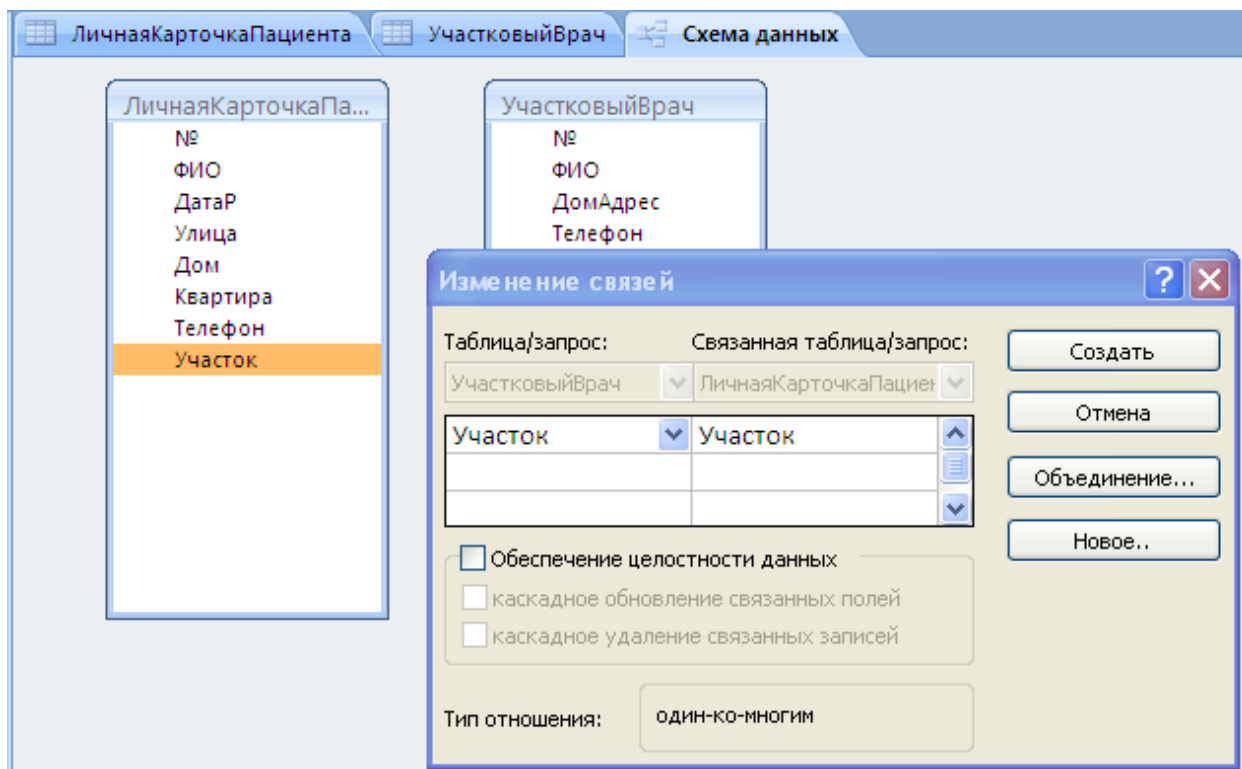 ЛичнаяКарточкаПациента УчастковыйВрач Схема данных
ЛичнаяКарточкаПа...
№
ФИО
ДатаР
Улица
Дом
Квартира
Телефон
Участок
УчастковыйВрач
№
ФИО
ДомАдрес
Телефон
Изменение связей
Таблица/запрос: Связанная таблица/запрос:
УчастковыйВрач ЛичнаяКарточкаПациен
Участок Участок
Обеспечение целостности данных
каскадное обновление связанных полей
каскадное удаление связанных записей
Тип отношения: один-ко-многим
Создать
Отмена
Объединение...
Новое..